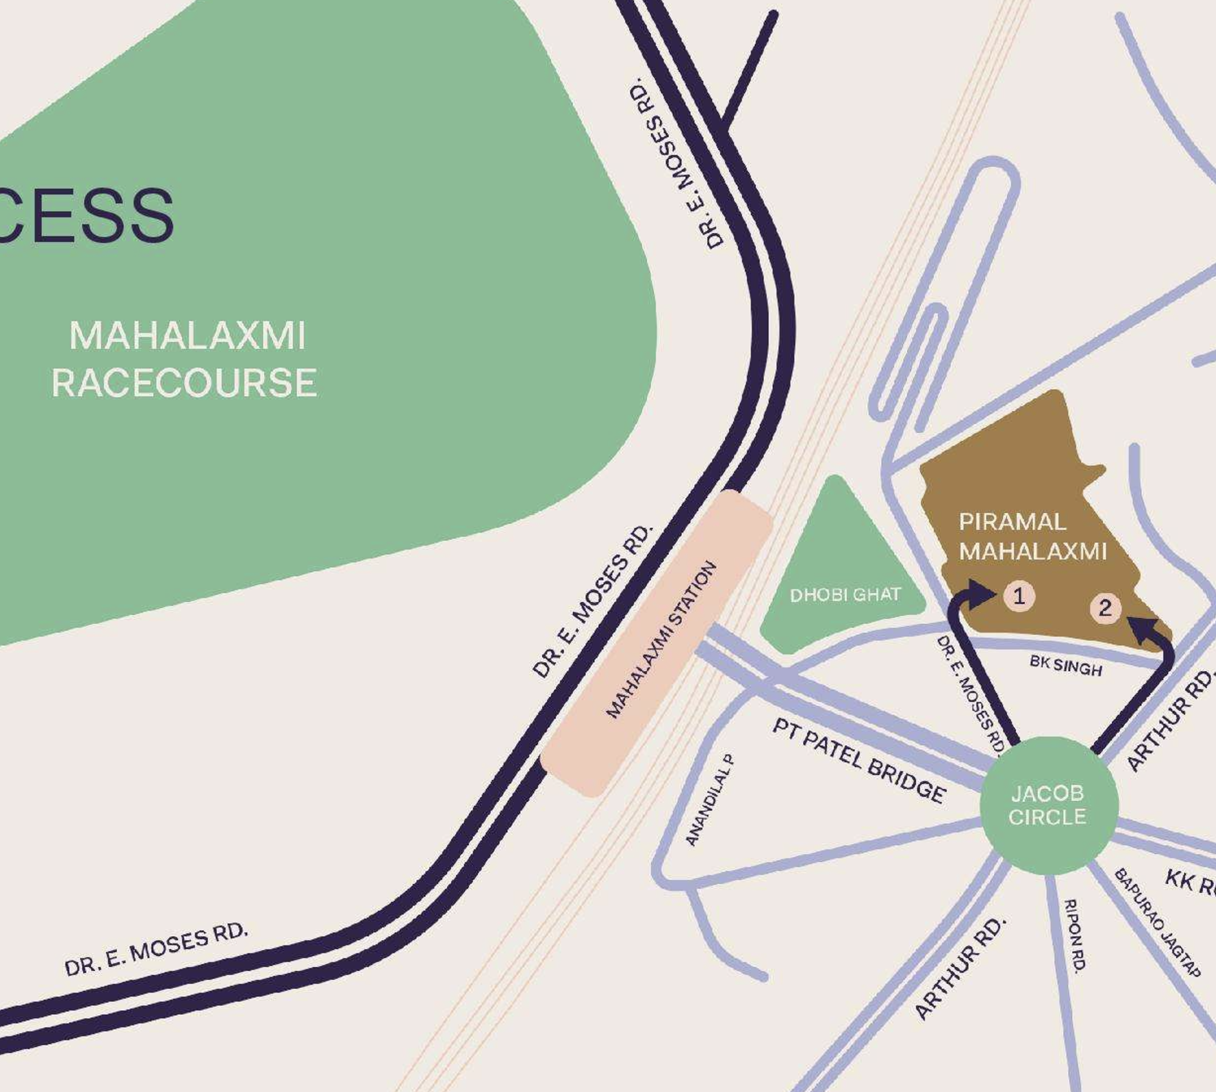 CESS
MAHALAXMI
RACECOURSE
DR. E. MOSES RD.
DR. E. MOSES RD.
MAHALAXMI STATION
DHOBI GHAT
PIRAMAL
MAHALAXMI
1
2
DR. E. MOSES RD.
BK SINGH
ARTHUR RD.
PT PATEL BRIDGE
ANANDILAL P
JACOB
CIRCLE
KK R
BAPURAO JAGTAP
RIPON RD.
ARTHUR RD.
DR. E. MOSES RD.